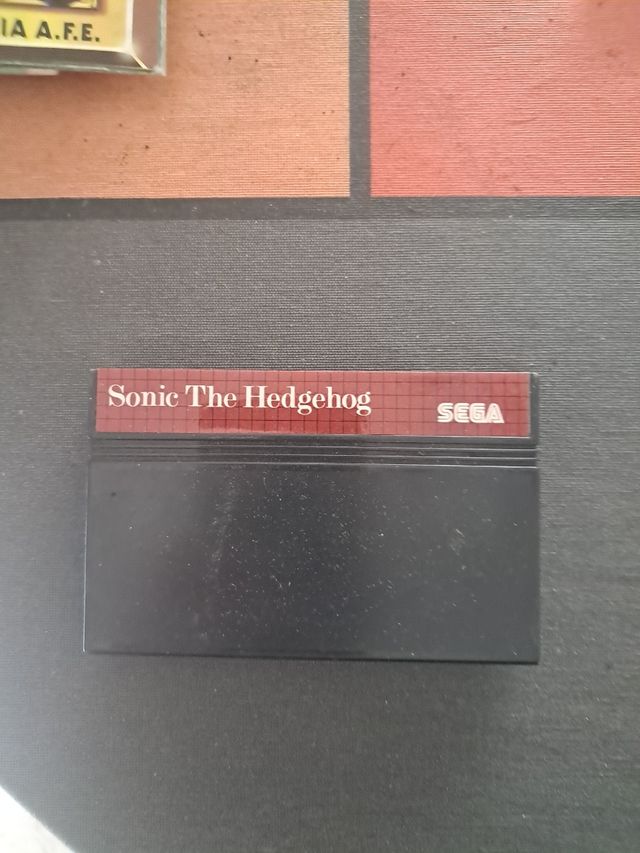 IA A.F.E.
Sonic The Hedgehog
SEGA